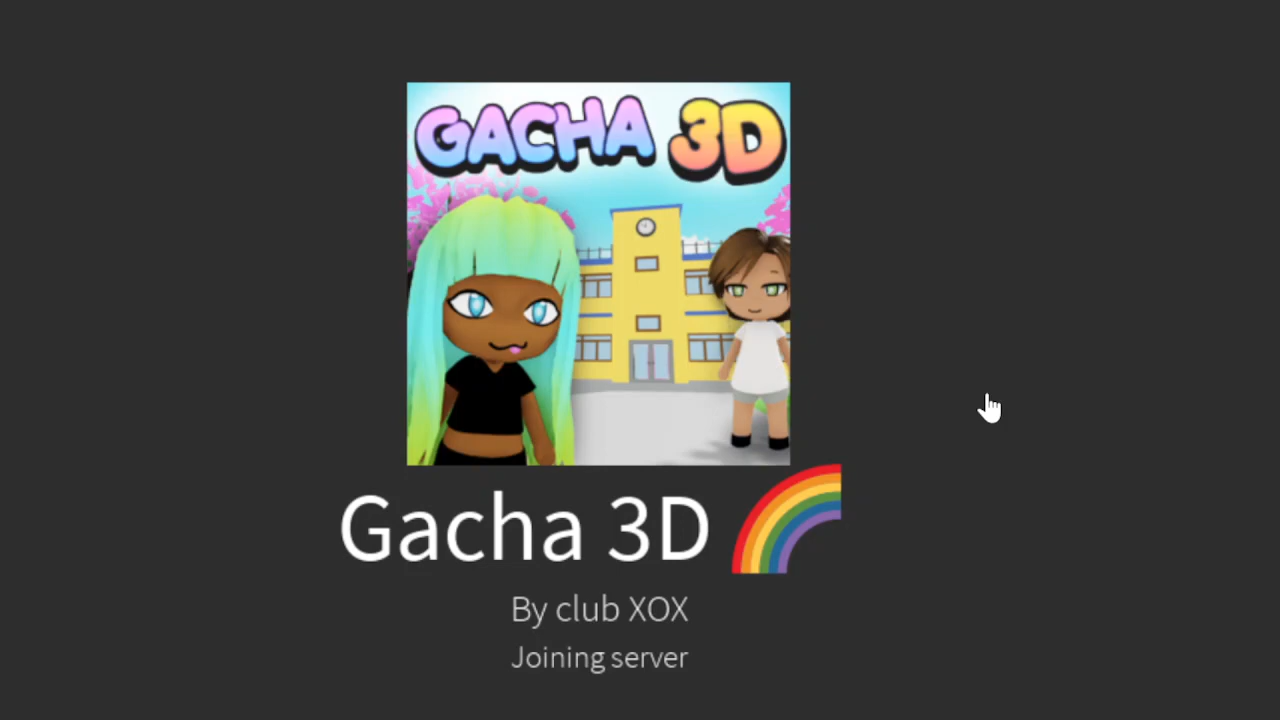 GACHA 3D
Gacha 3D 🌈
By club XOX
Joining server